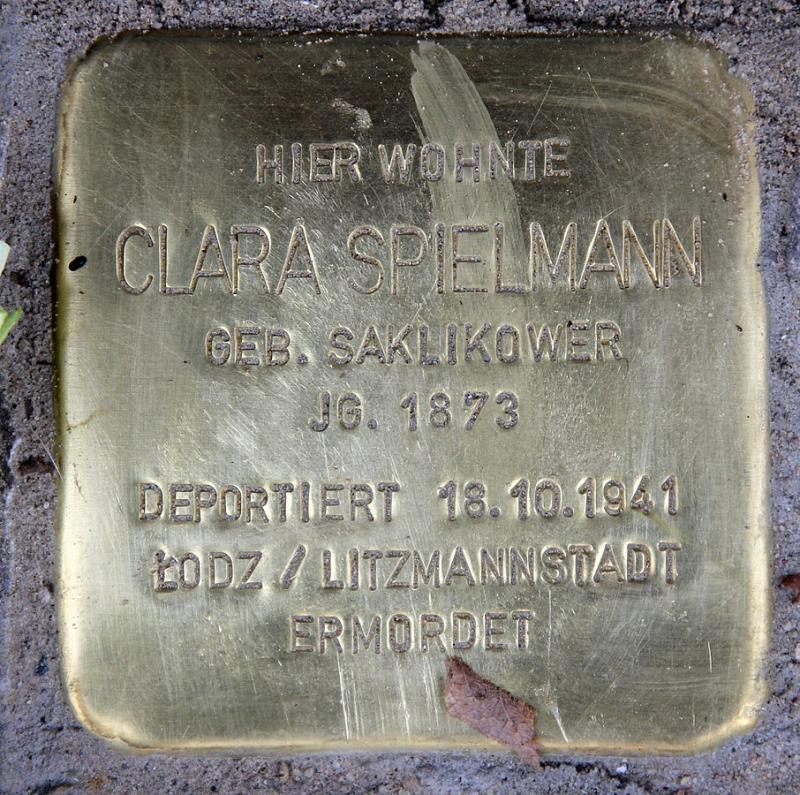 HIER WOHNTE
CLARA SPIELMANN
GEB. SAKLIKOWER
JG. 1873
DEPORTIERT 18.10.1941
ŁODZ / LITZMANNSTADT
ERMORDET